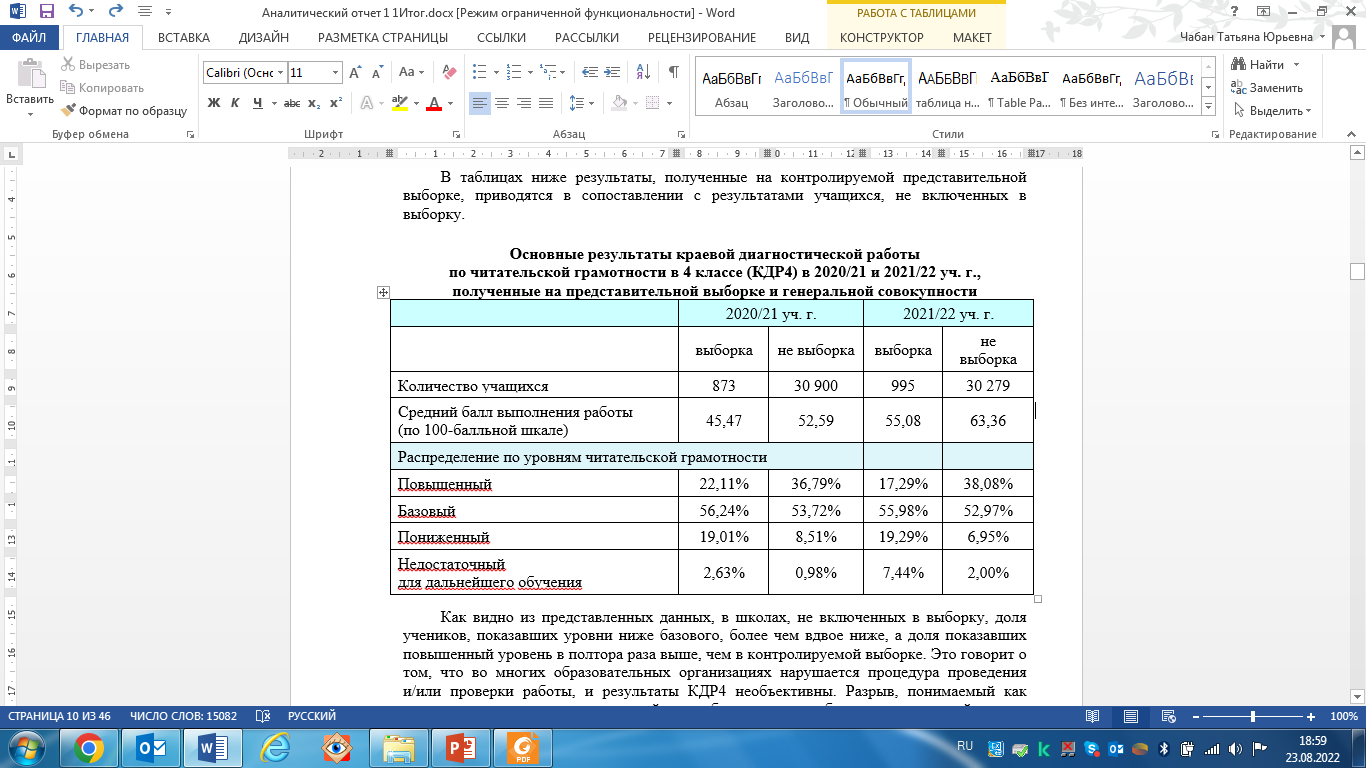 Аналитический отчет 1 1Итог.docx [Режим ограниченной функциональности] - Word
РАБОТА С ТАБЛИЦАМИ
ФАЙЛ ГЛАВНАЯ ВСТАВКА ДИЗАЙН РАЗМЕТКА СТРАНИЦЫ ССЫЛКИ РАССЫЛКИ РЕЦЕНЗИРОВАНИЕ ВИД КОНСТРУКТОР МАКЕТ Чабан Татьяна Юрьевна
Вставить
Вырезать
Копировать
Формат по образцу
Буфер обмена
Calibri (Оснс 11
Шрифт
Абзац
АаБбВвГг АаБбВвГ АаБбВвГг, АаБбВвГ АаБбВвГ АаБбВвГг, АаБбВв
Абзац Заголово... ¶ Обычный таблица н... ¶ Table Pa... ¶ Без инте... Заголово...
Стили
Найти
Заменить
Выделить
Редактирование
В таблицах ниже результаты, полученные на контролируемой представительной
выборке, приводятся в сопоставлении с результатами учащихся, не включенных в
выборку.
Основные результаты краевой диагностической работы
по читательской грамотности в 4 классе (КДР4) в 2020/21 и 2021/22 уч. г.,
полученные на представительной выборке и генеральной совокупности
2020/21 уч. г. 2021/22 уч. г.
выборка не выборка выборка не
выборка
Количество учащихся 873 30 900 995 30 279
Средний балл выполнения работы
(по 100-балльной шкале) 45,47 52,59 55,08 63,36
Распределение по уровням читательской грамотности
Повышенный 22,11% 36,79% 17,29% 38,08%
Базовый 56,24% 53,72% 55,98% 52,97%
Пониженный 19,01% 8,51% 19,29% 6,95%
Недостаточный
для дальнейшего обучения 2,63% 0,98% 7,44% 2,00%
Как видно из представленных данных, в школах, не включенных в выборку, доля
учеников, показавших уровни ниже базового, более чем вдвое ниже, а доля показавших
повышенный уровень в полтора раза выше, чем в контролируемой выборке. Это говорит о
том, что во многих образовательных организациях нарушается процедура проведения
и/или проверки работы, и результаты КДР4 необъективны. Разрыв, понимаемый как
СТРАНИЦА 10 ИЗ 46 ЧИСЛО СЛОВ: 15082 РУССКИЙ 100%
RU
18:59
23.08.2022